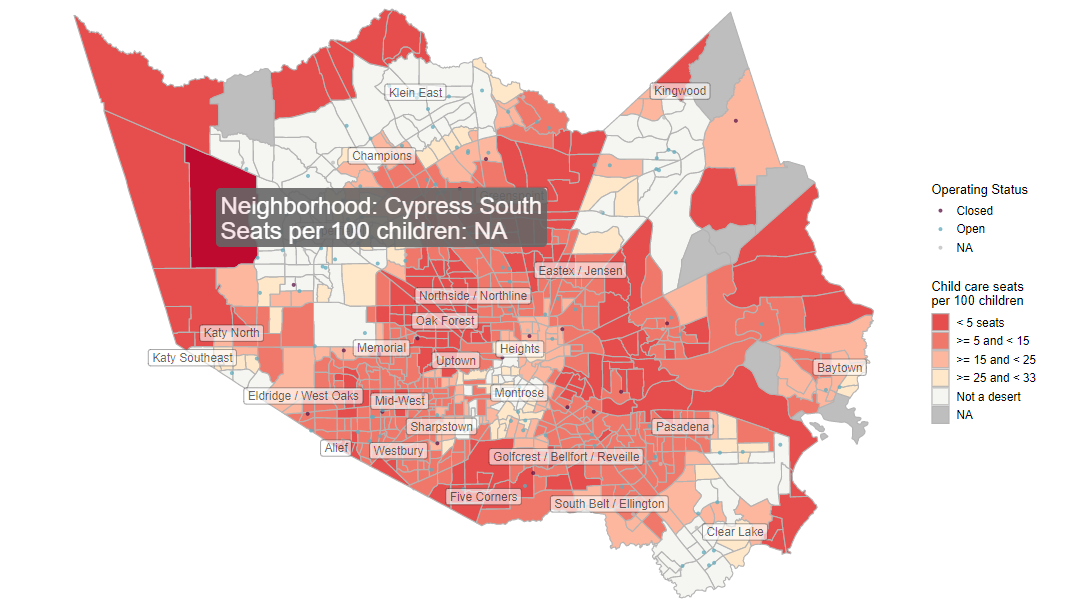 Kingwood
Klein East
Champions
Neighborhood: Cypress South
Seats per 100 children: NA
Eastex / Jensen
Northside / Northline
Oak Forest
Katy North
Memorial
Heights
Katy Southeast
Uptown
Baytown
Eldridge / West Oaks
Montrose
Mid-West
Sharpstown
Pasadena
Alief
Westbury
Golfcrest / Bellfort / Reveille
Five Corners
South Belt / Ellington
Clear Lake
Operating Status
Closed
Open
NA
Child care seats
per 100 children
< 5 seats
>= 5 and < 15
>= 15 and < 25
>= 25 and < 33
Not a desert
NA